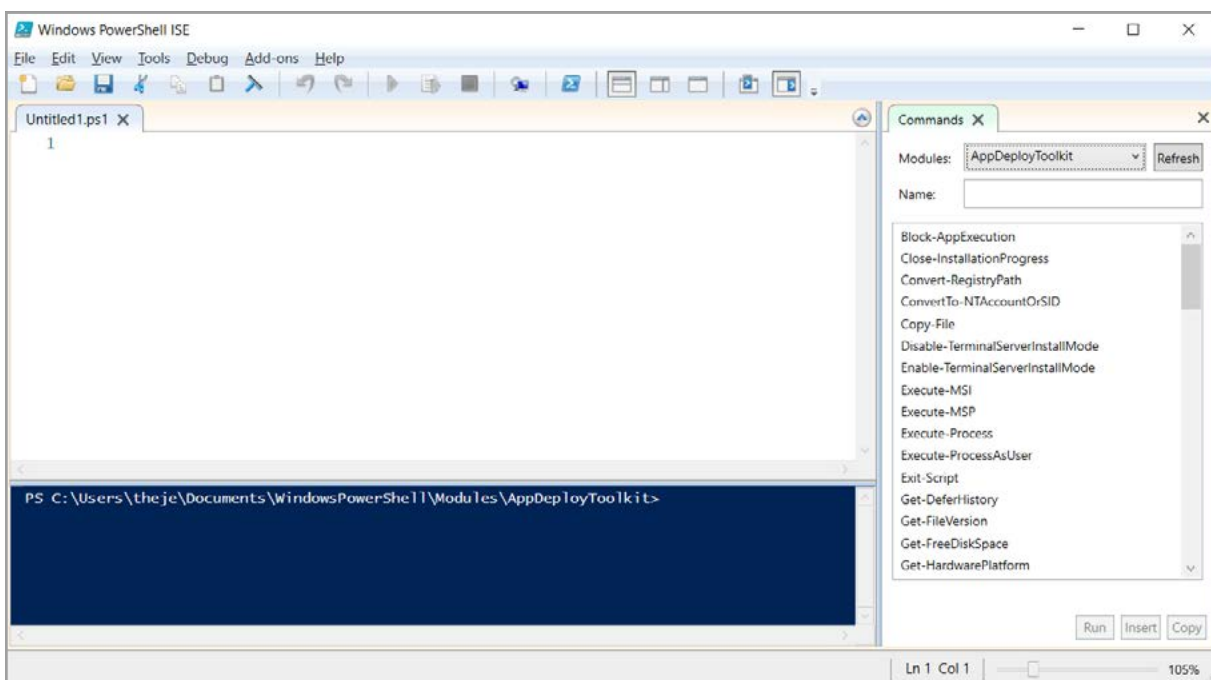 Windows PowerShell ISE
File Edit View Tools Debug Add-ons Help
Untitled1.ps1
1
PS C:\Users\theje\Documents\WindowsPowerShell\Modules\AppDeployToolkit>
Commands
Modules: AppDeployToolkit Refresh
Name:
Block-AppExecution
Close-InstallationProgress
Convert-RegistryPath
ConvertTo-NTAccountOrSID
Copy-File
Disable-TerminalServerInstallMode
Enable-TerminalServerInstallMode
Execute-MSI
Execute-MSP
Execute-Process
Execute-ProcessAsUser
Exit-Script
Get-DeferHistory
Get-FileVersion
Get-FreeDiskSpace
Get-HardwarePlatform
Run Insert Copy
Ln 1 Col 1 105%